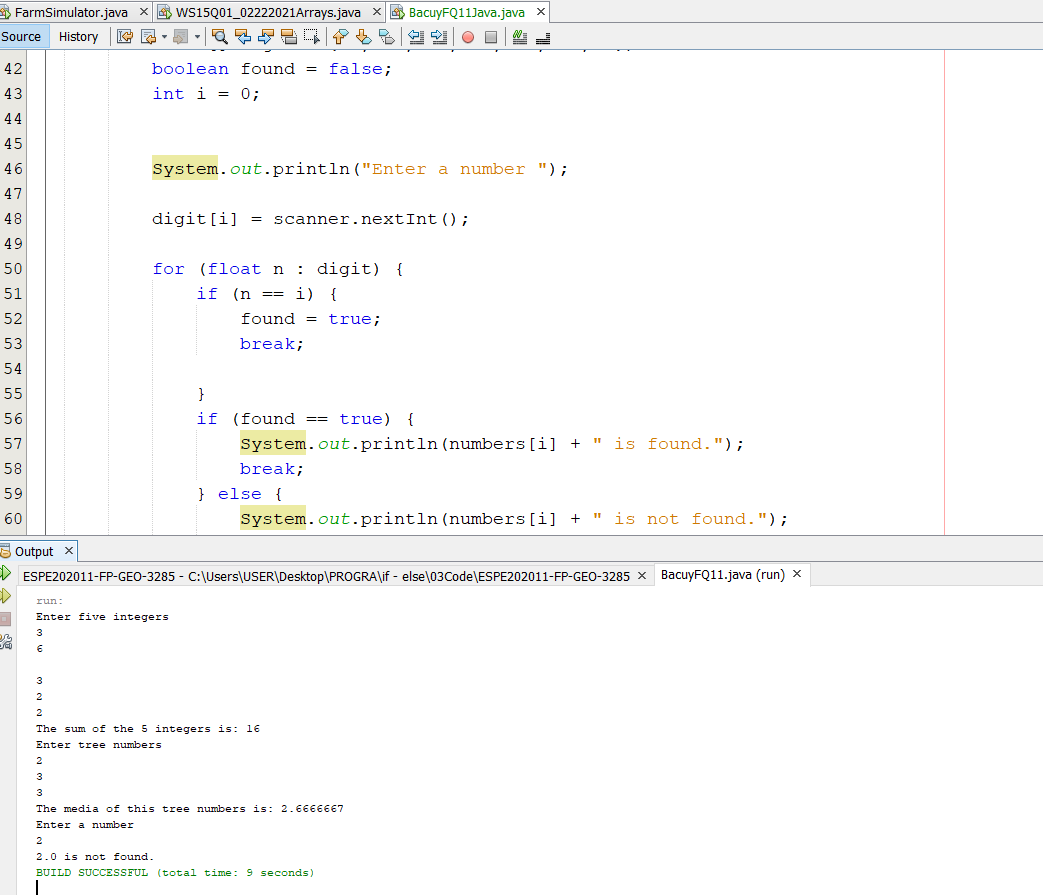 FarmSimulator.java × WS15Q01_02222021Arrays.java × BacuyFQ11Java.java ×
Source History
42 boolean found = false;
43 int i = 0;
44
45
46 System.out.println("Enter a number ");
47
48 digit[i] = scanner.nextInt();
49
50 for (float n : digit) {
51 if (n == i) {
52 found = true;
53 break;
54
55 }
56 if (found == true) {
57 System.out.println(numbers[i] + " is found.");
58 break;
59 } else {
60 System.out.println(numbers[i] + " is not found.");
Output ×
ESPE202011-FP-GEO-3285 - C:\Users\USER\Desktop\PROGRA\if - else\03Code\ESPE202011-FP-GEO-3285 × BacuyFQ11.java (run) ×
run:
Enter five integers
3
6
3
2
2
The sum of the 5 integers is: 16
Enter tree numbers
2
3
3
The media of this tree numbers is: 2.6666667
Enter a number
2
2.0 is not found.
BUILD SUCCESSFUL (total time: 9 seconds)